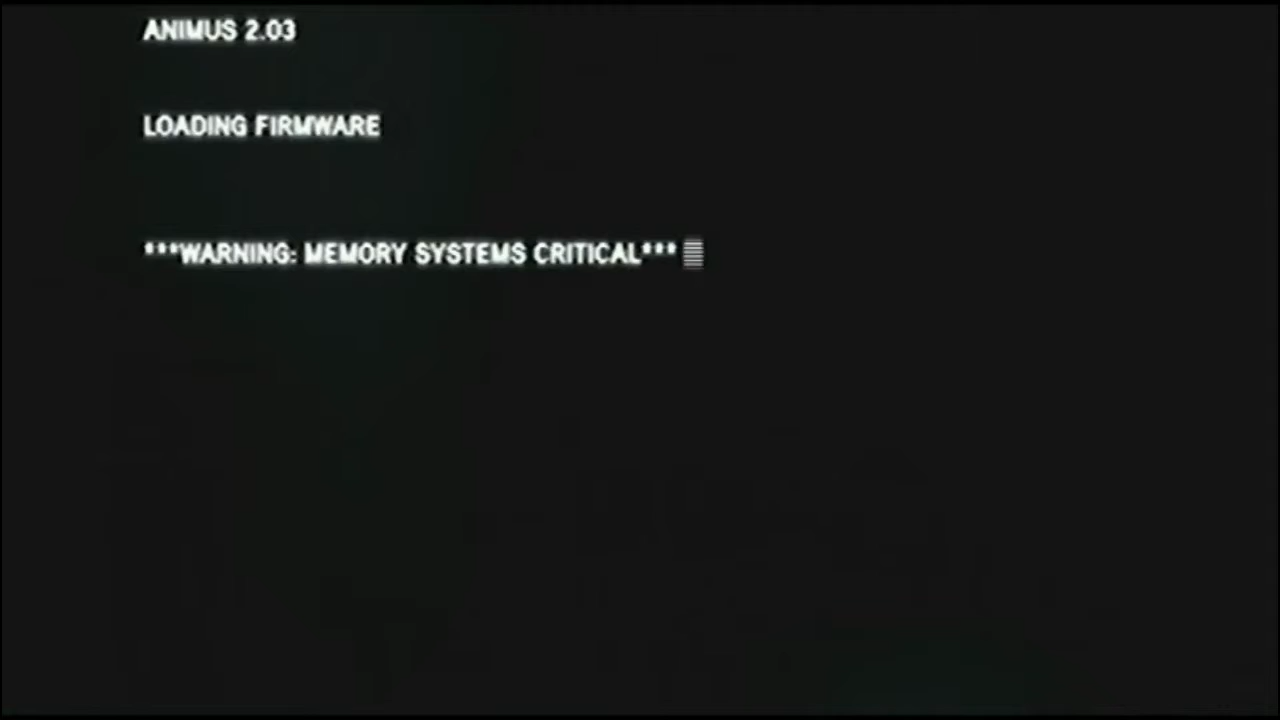 ANIMUS 2.03
LOADING FIRMWARE
***WARNING: MEMORY SYSTEMS CRITICAL***